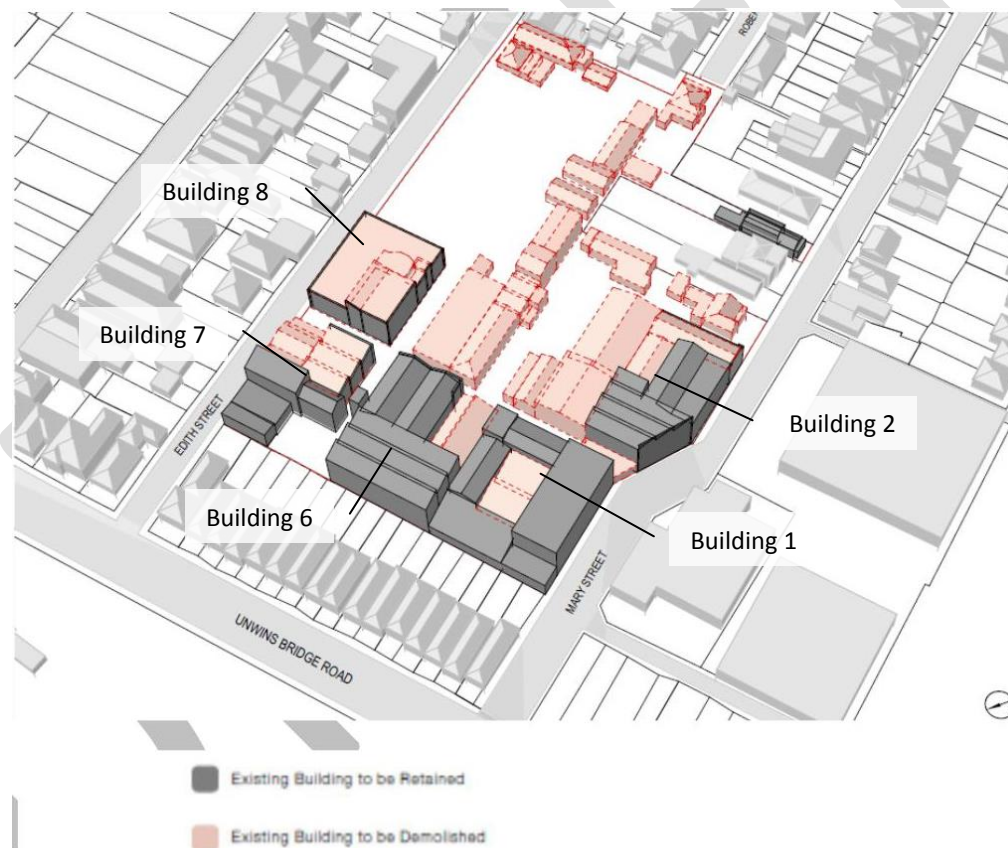 ROBE
Building 8
Building 7
Building 2
EDITH STREET
Building 6
Building 1
MARY STREET
UNWINS BRIDGE ROAD
Existing Building to be Retained
Existing Building to be Demolished